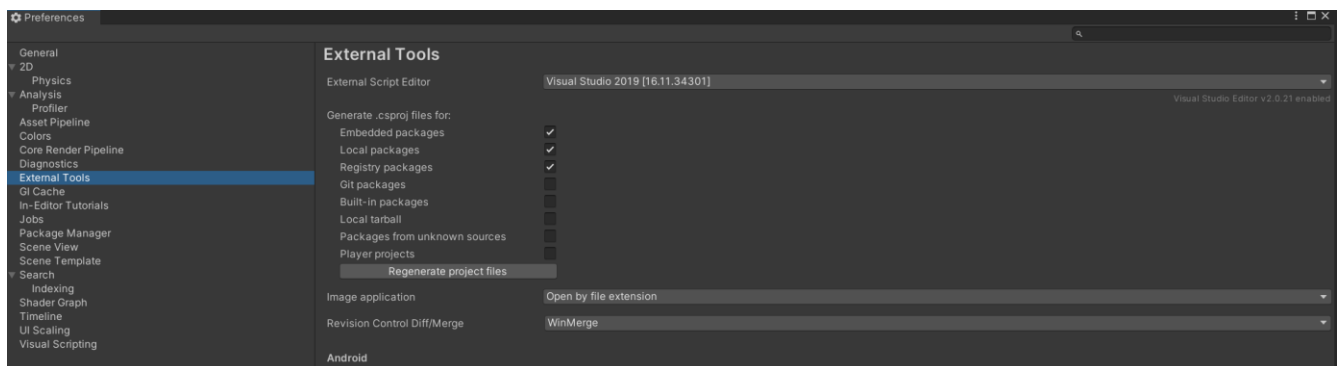 Preferences
General
2D
Physics
Analysis
Profiler
Asset Pipeline
Colors
Core Render Pipeline
Diagnostics
External Tools
GI Cache
In-Editor Tutorials
Jobs
Package Manager
Scene View
Scene Template
Search
Indexing
Shader Graph
Timeline
UI Scaling
Visual Scripting
External Tools
External Script Editor Visual Studio 2019 [16.11.34301]
Visual Studio Editor v2.0.21 enabled
Generate .csproj files for:
Embedded packages
Local packages
Registry packages
Git packages
Built-in packages
Local tarball
Packages from unknown sources
Player projects
Regenerate project files
Image application Open by file extension
Revision Control Diff/Merge WinMerge
Android